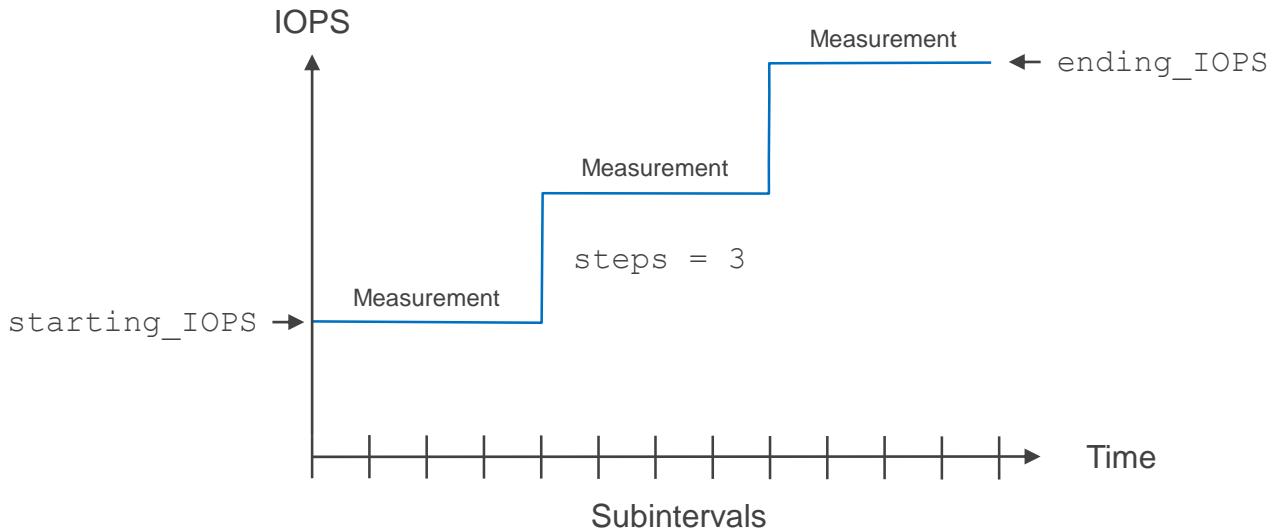 IOPS
Measurement
ending_IOPS
Measurement
steps = 3
Measurement
starting_IOPS
Time
Subintervals